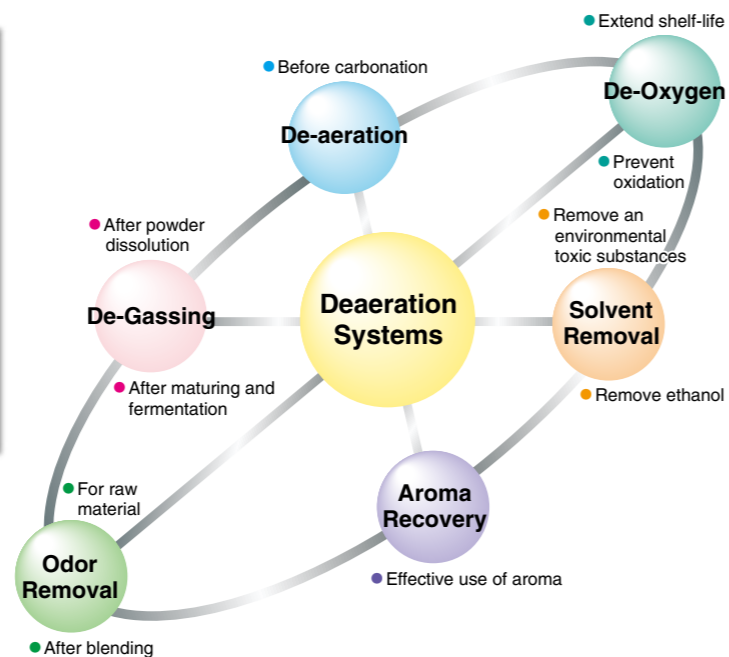 Extend shelf-life
Before carbonation
De-Oxygen
De-aeration
Prevent
oxidation
Remove an
environmental
toxic substances
After powder
dissolution
De-Gassing
Deaeration
Systems
Solvent
Removal
After maturing and
fermentation
Remove ethanol
For raw
material
Aroma
Recovery
Odor
Removal
Effective use of aroma
After blending